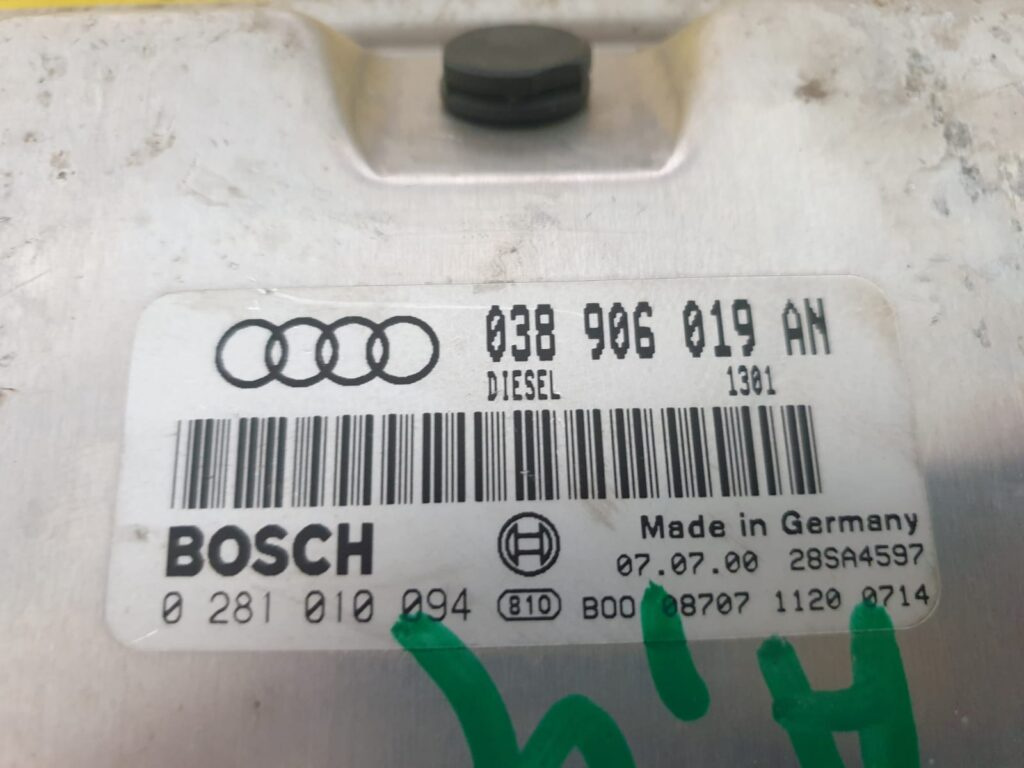 038 906 019 AN
DIESEL 1301
BOSCH
Made in Germany
07.07.00 28SA4597
0 281 010 094 810 B00 08707 1120 0714